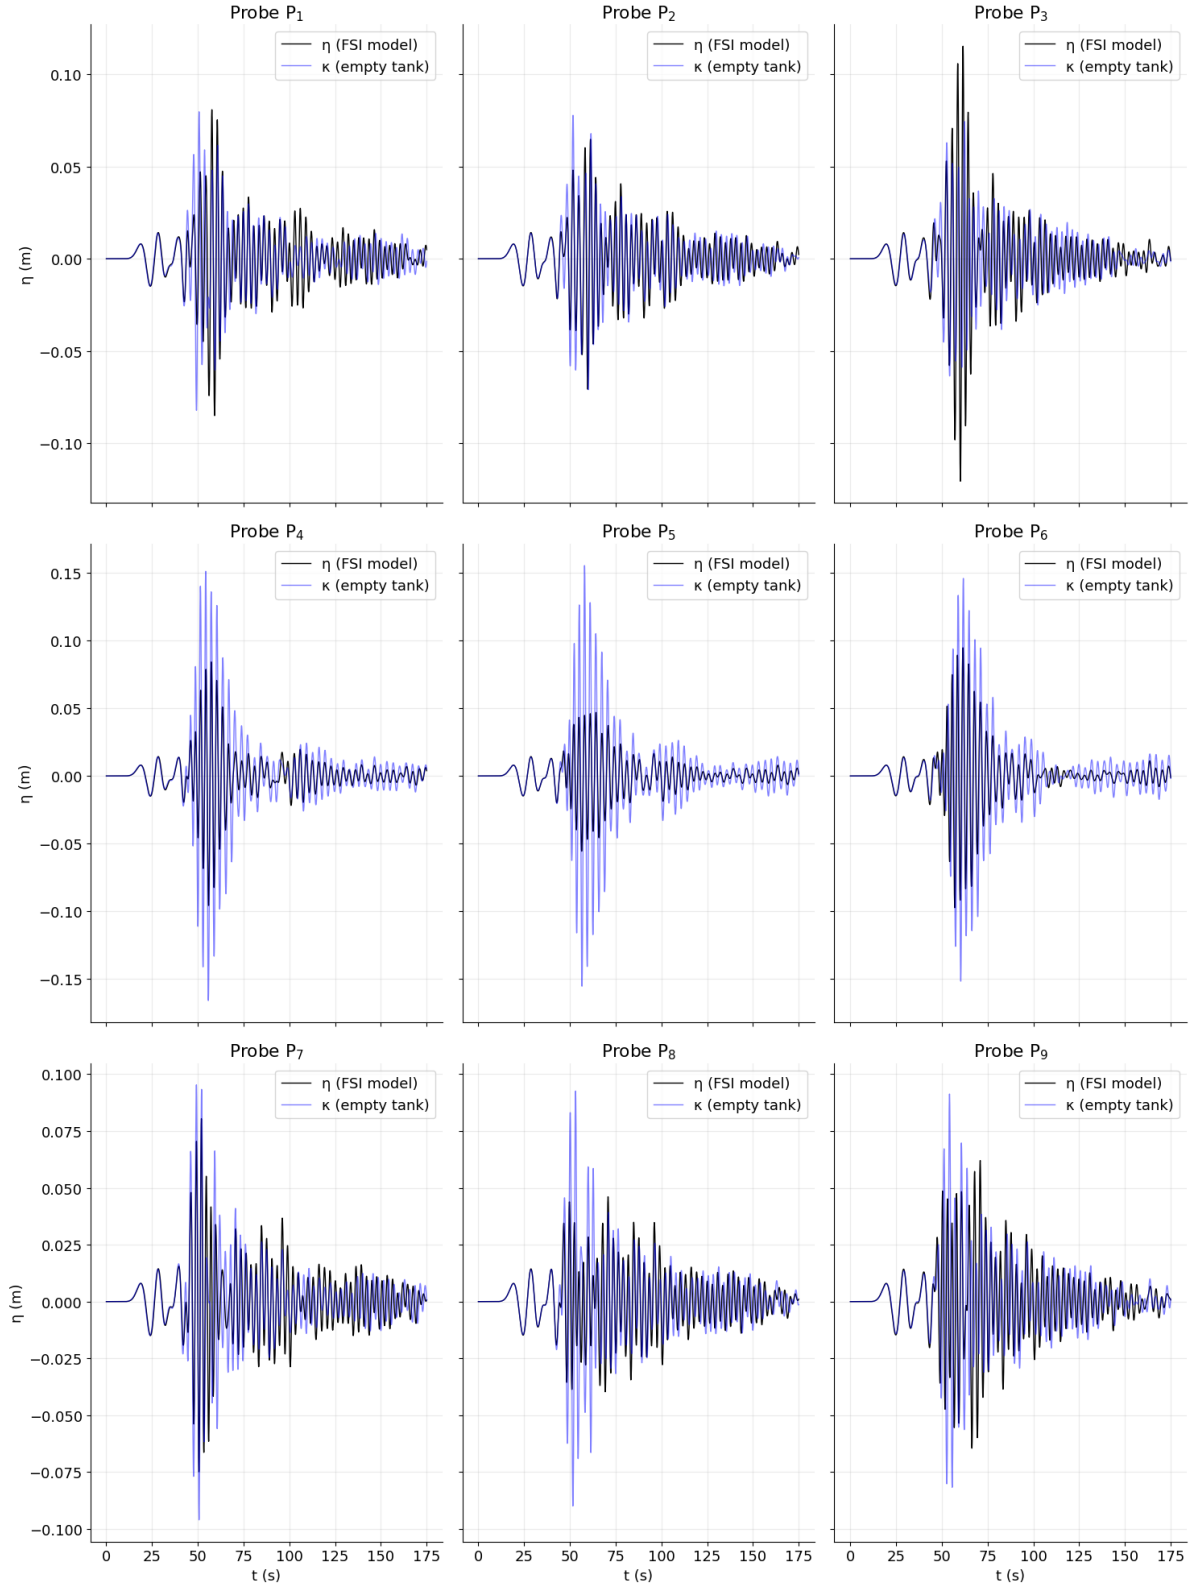 Probe P₁
Probe P₂
Probe P₃
η (FSI model)
κ (empty tank)
η (FSI model)
κ (empty tank)
η (FSI model)
κ (empty tank)
0.10
0.05
0.00
−0.05
−0.10
η (m)
Probe P₄
Probe P₅
Probe P₆
η (FSI model)
κ (empty tank)
η (FSI model)
κ (empty tank)
η (FSI model)
κ (empty tank)
0.15
0.10
0.05
0.00
−0.05
−0.10
−0.15
η (m)
Probe P₇
Probe P₈
Probe P₉
η (FSI model)
κ (empty tank)
η (FSI model)
κ (empty tank)
η (FSI model)
κ (empty tank)
0.100
0.075
0.050
0.025
0.000
−0.025
−0.050
−0.075
−0.100
η (m)
0 25 50 75 100 125 150 175
0 25 50 75 100 125 150 175
0 25 50 75 100 125 150 175
t (s)
t (s)
t (s)